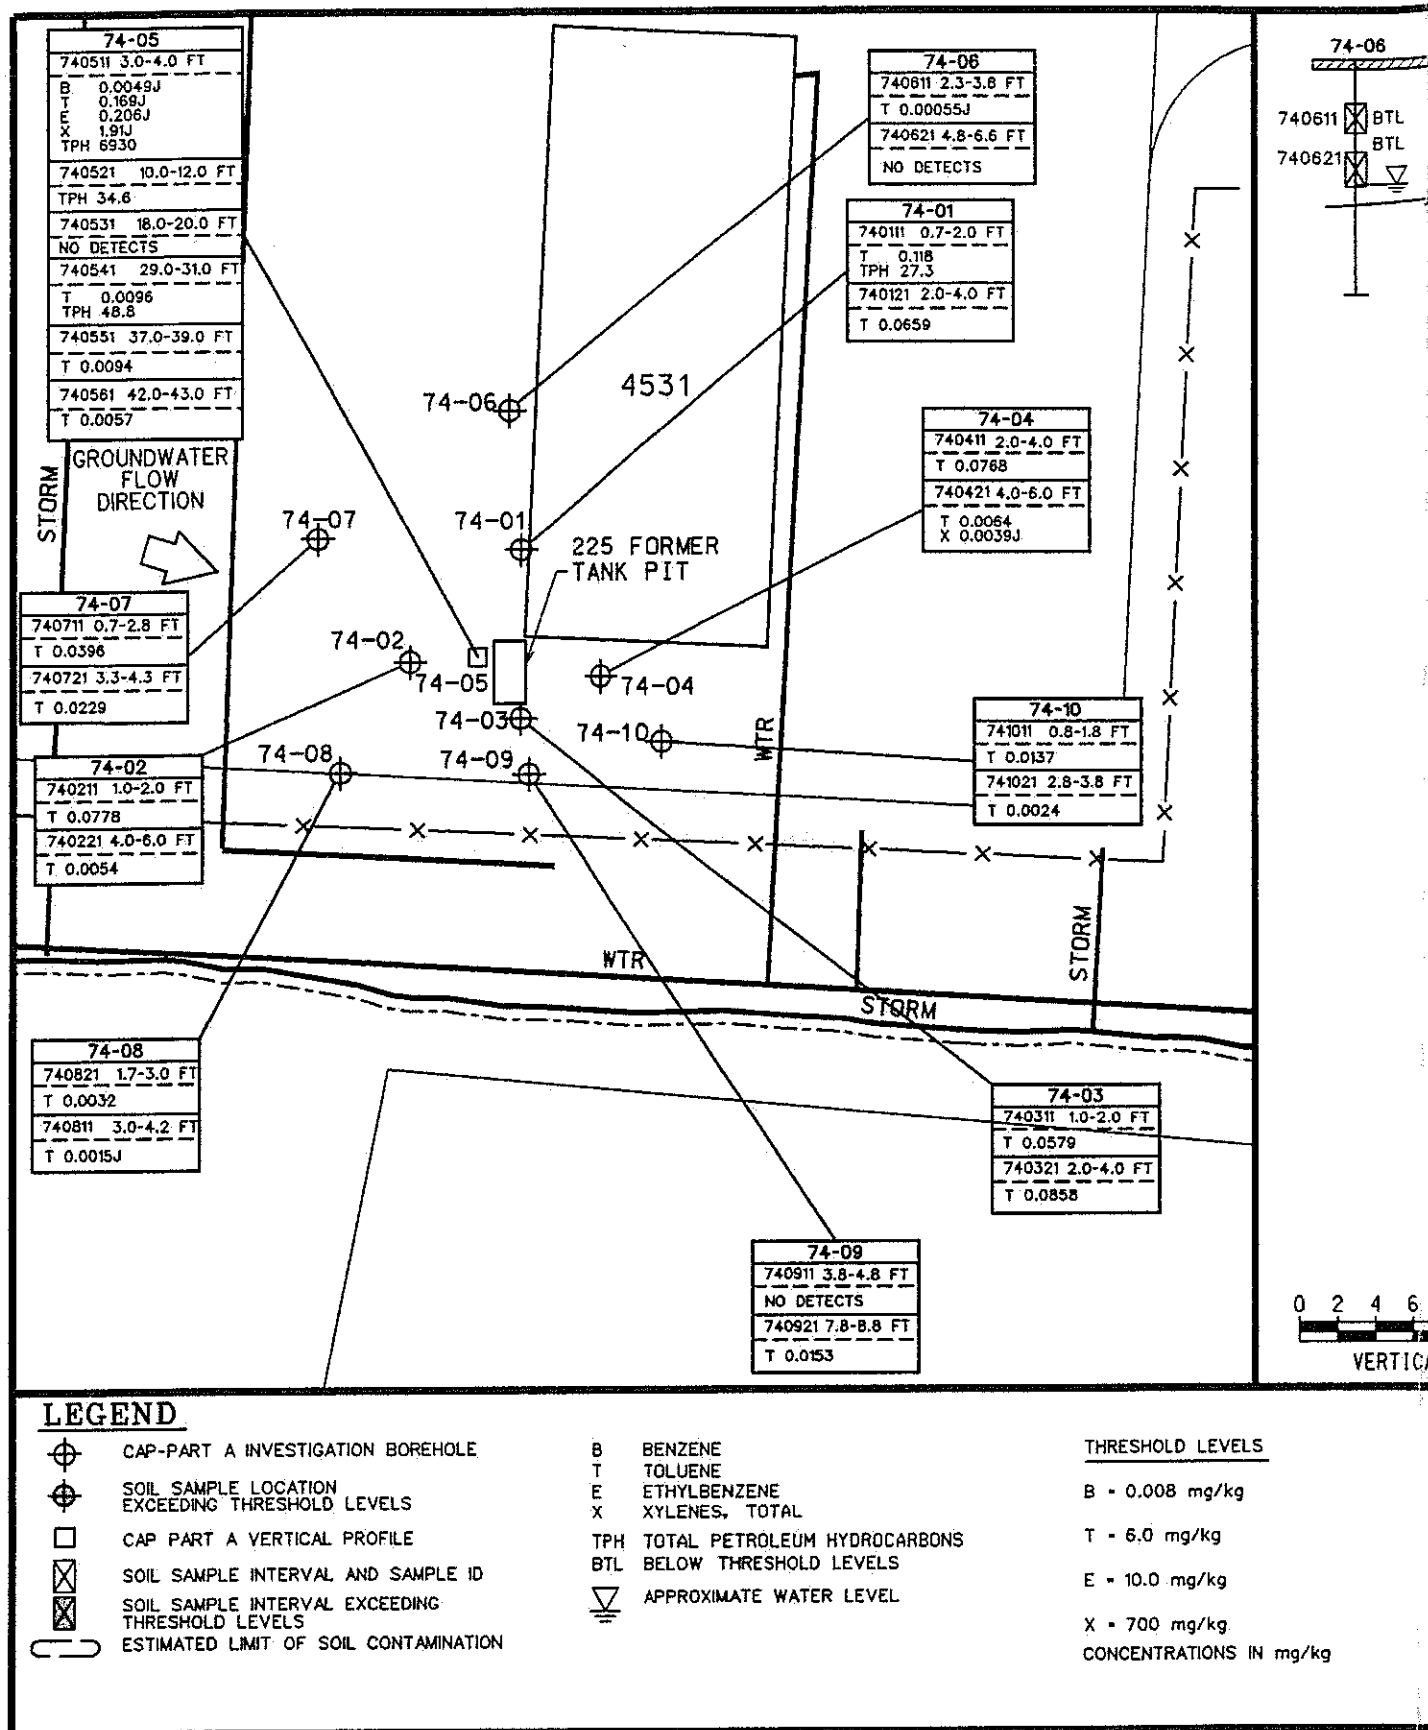 74-05
740511 3.0-4.0 FT
B 0.0049J
T 0.169J
E 0.206J
X 1.91J
TPH 6930
740521 10.0-12.0 FT
TPH 34.6
740531 18.0-20.0 FT
NO DETECTS
740541 29.0-31.0 FT
T 0.0096
TPH 48.8
740551 37.0-39.0 FT
T 0.0094
740561 42.0-43.0 FT
T 0.0057
74-06
740611 2.3-3.8 FT
T 0.00055J
740621 4.8-6.6 FT
NO DETECTS
74-01
740111 0.7-2.0 FT
T 0.118
TPH 27.3
740121 2.0-4.0 FT
T 0.0659
74-06
740611 BTL
BTL
740621
74-06
4531
74-04
740411 2.0-4.0 FT
T 0.0768
740421 4.0-6.0 FT
T 0.0064
X 0.0039J
STORM
GROUNDWATER
FLOW
DIRECTION
74-07
74-01
225 FORMER
TANK PIT
74-07
740711 0.7-2.8 FT
T 0.0396
740721 3.3-4.3 FT
T 0.0229
74-02
74-05
74-04
74-03
74-10
WTR
74-10
741011 0.8-1.8 FT
T 0.0137
741021 2.8-3.8 FT
T 0.0024
74-02
740211 1.0-2.0 FT
T 0.0778
740221 4.0-6.0 FT
T 0.0054
74-08
74-09
WTR
STORM
STORM
74-08
740821 1.7-3.0 FT
T 0.0032
740811 3.0-4.2 FT
T 0.0015J
74-03
740311 1.0-2.0 FT
T 0.0579
740321 2.0-4.0 FT
T 0.0858
74-09
740911 3.8-4.8 FT
NO DETECTS
740921 7.8-8.8 FT
T 0.0153
0 2 4 6
LEGEND
CAP-PART A INVESTIGATION BOREHOLE
SOIL SAMPLE LOCATION
EXCEEDING THRESHOLD LEVELS
CAP PART A VERTICAL PROFILE
SOIL SAMPLE INTERVAL AND SAMPLE ID
SOIL SAMPLE INTERVAL EXCEEDING
THRESHOLD LEVELS
ESTIMATED LIMIT OF SOIL CONTAMINATION
B BENZENE
T TOLUENE
E ETHYLBENZENE
X XYLENES, TOTAL
TPH TOTAL PETROLEUM HYDROCARBONS
BTL BELOW THRESHOLD LEVELS
APPROXIMATE WATER LEVEL
THRESHOLD LEVELS
B = 0.008 mg/kg
T = 6.0 mg/kg
E = 10.0 mg/kg
X = 700 mg/kg
CONCENTRATIONS IN mg/kg